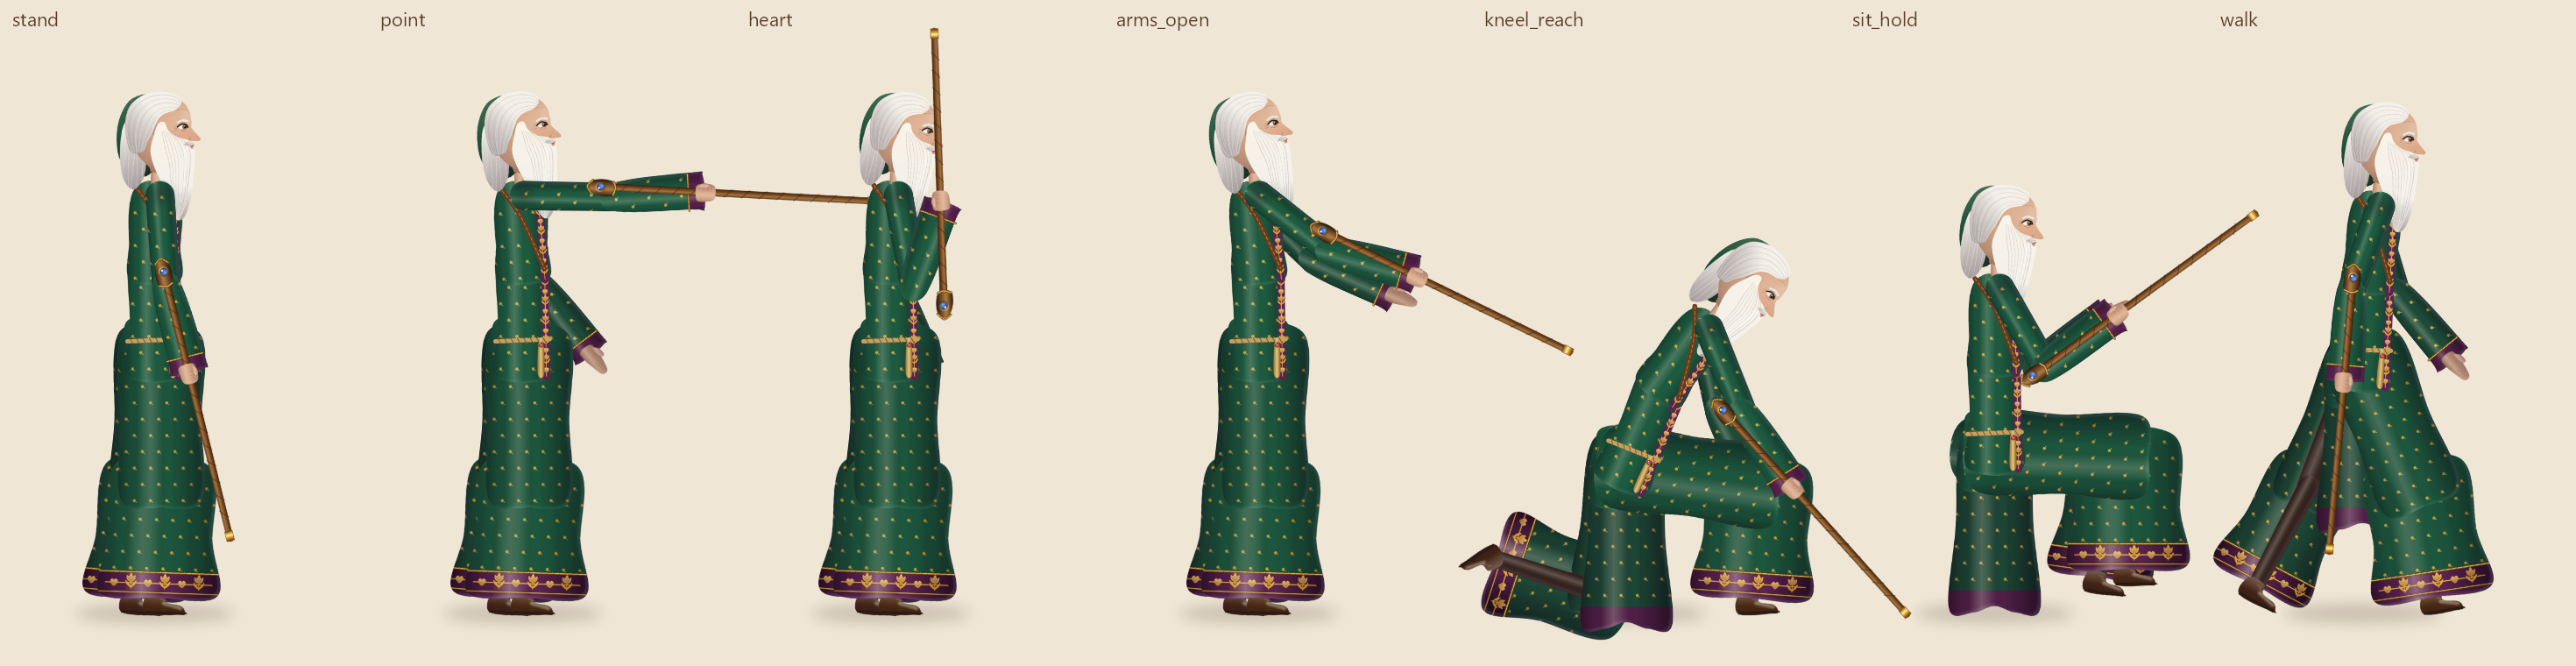 stand
point
heart
arms_open
kneel_reach
sit_hold
walk